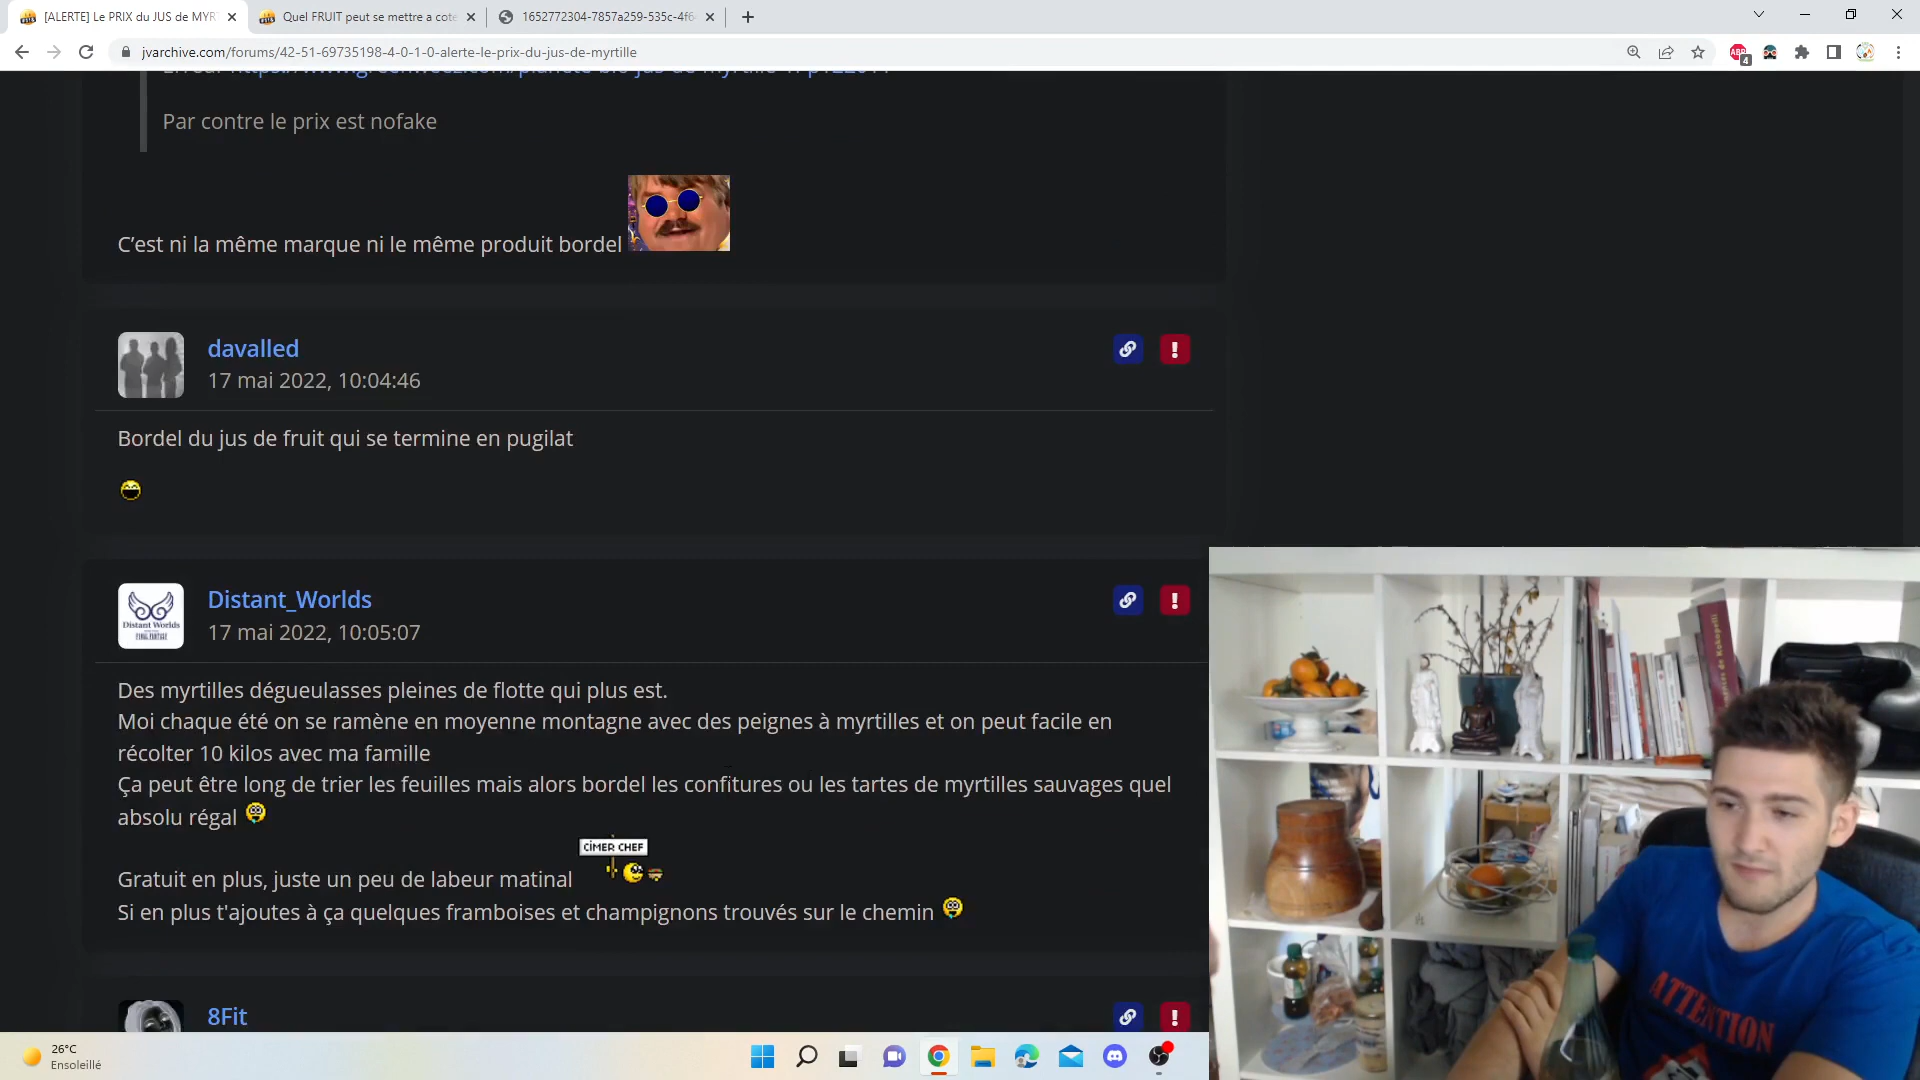 [ALERTE] Le PRIX du JUS de MYR
Quel FRUIT peut se mettre a cote
1652772304-7857a259-535c-4f6
jvarchive.com/forums/42-51-69735198-4-0-1-0-alerte-le-prix-du-jus-de-myrtille
ABP
4
Par contre le prix est nofake
C'est ni la même marque ni le même produit bordel
davalled
17 mai 2022, 10:04:46
Bordel du jus de fruit qui se termine en pugilat
Distant Worlds
FINAL FANTASY
Distant_Worlds
17 mai 2022, 10:05:07
Des myrtilles dégueulasses pleines de flotte qui plus est.
Moi chaque été on se ramène en moyenne montagne avec des peignes à myrtilles et on peut facile en
récolter 10 kilos avec ma famille
Ça peut être long de trier les feuilles mais alors bordel les confitures ou les tartes de myrtilles sauvages quel
absolu régal
CIMER CHEF
Gratuit en plus, juste un peu de labeur matinal
Si en plus t'ajoutes à ça quelques framboises et champignons trouvés sur le chemin
8Fit
ATTENTION
26°C
Ensoleillé